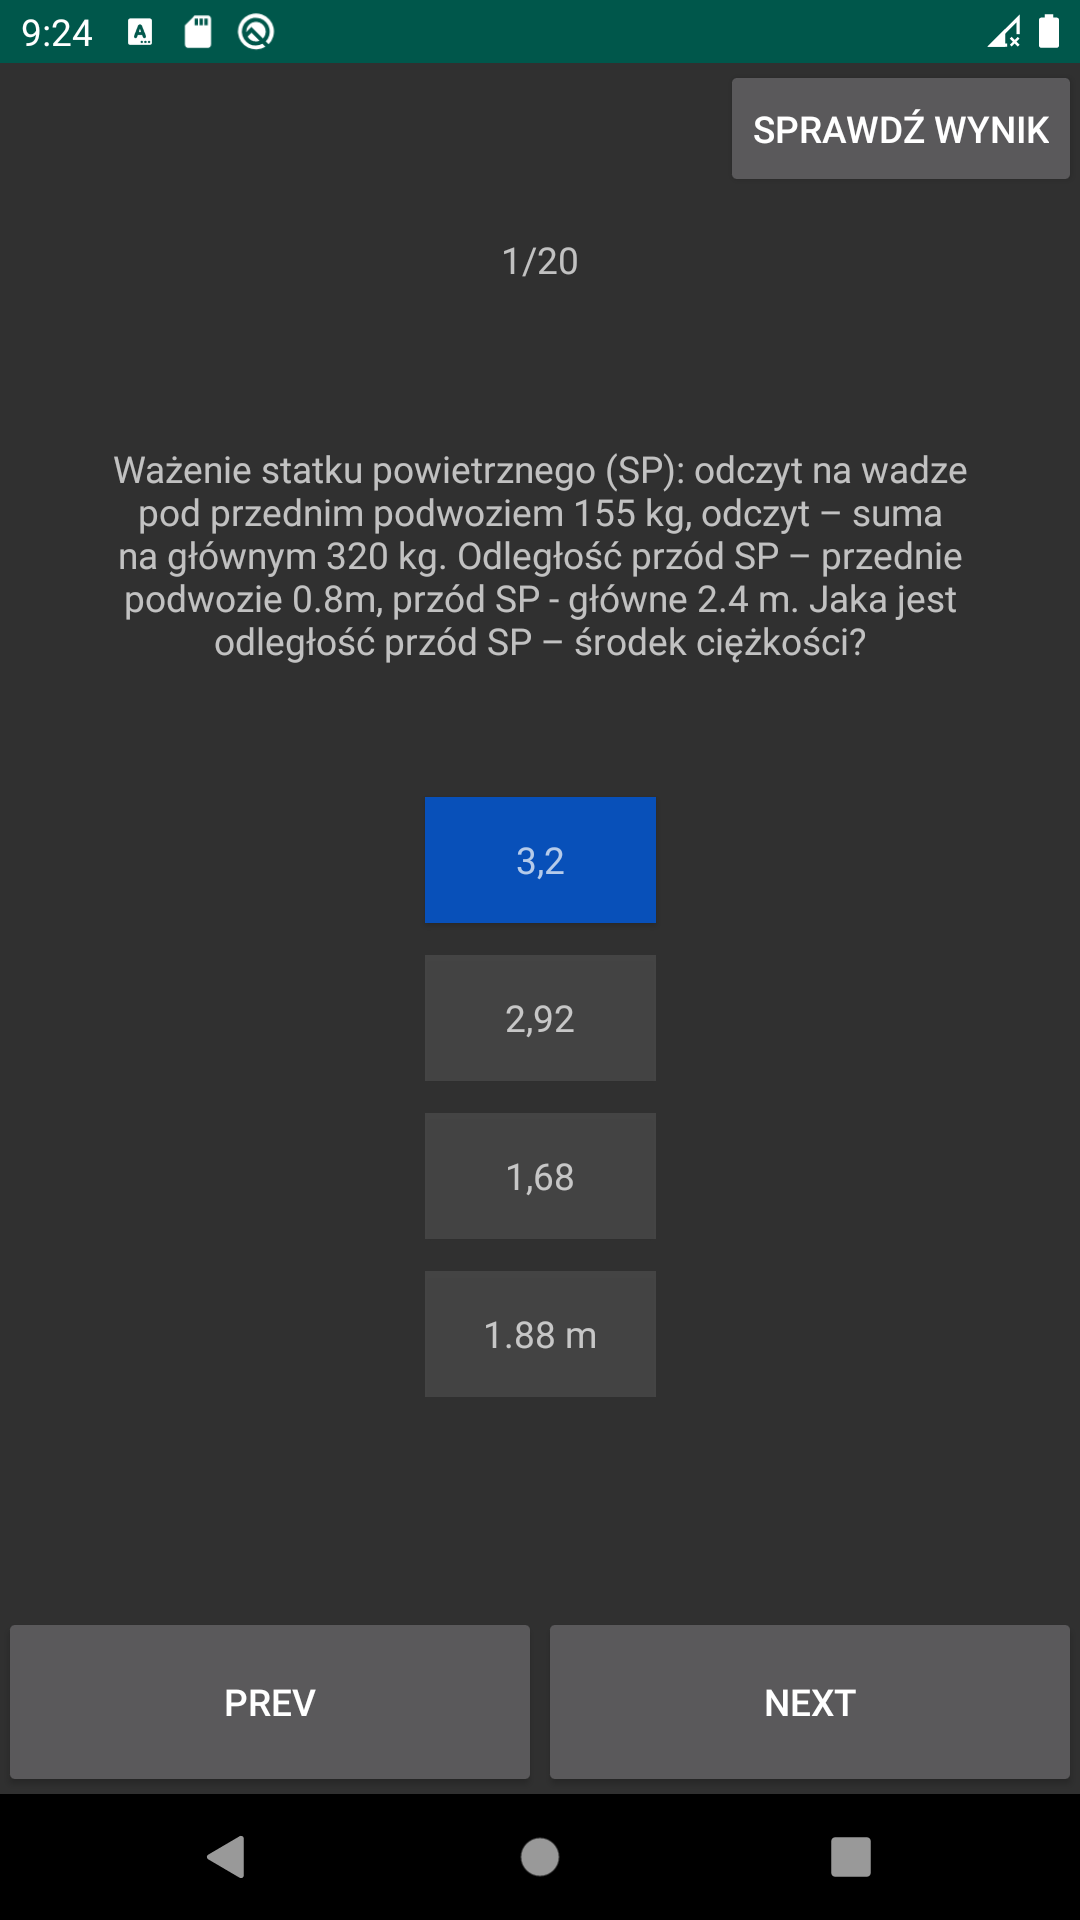 9:24
SPRAWDŹ WYNIK
1/20
Ważenie statku powietrznego (SP): odczyt na wadze
pod przednim podwoziem 155 kg, odczyt – suma
na głównym 320 kg. Odległość przód SP – przednie
podwozie 0.8m, przód SP - główne 2.4 m. Jaka jest
odległość przód SP – środek ciężkości?
3,2
2,92
1,68
1.88 m
PREV
NEXT